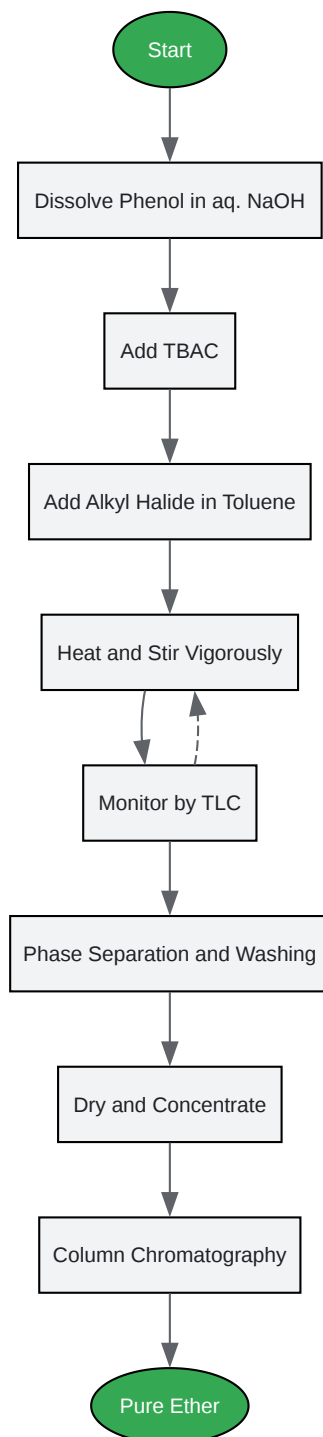 Start
Dissolve Phenol in aq. NaOH
Add TBAC
Add Alkyl Halide in Toluene
Heat and Stir Vigorously
Monitor by TLC
Phase Separation and Washing
Dry and Concentrate
Column Chromatography
Pure Ether